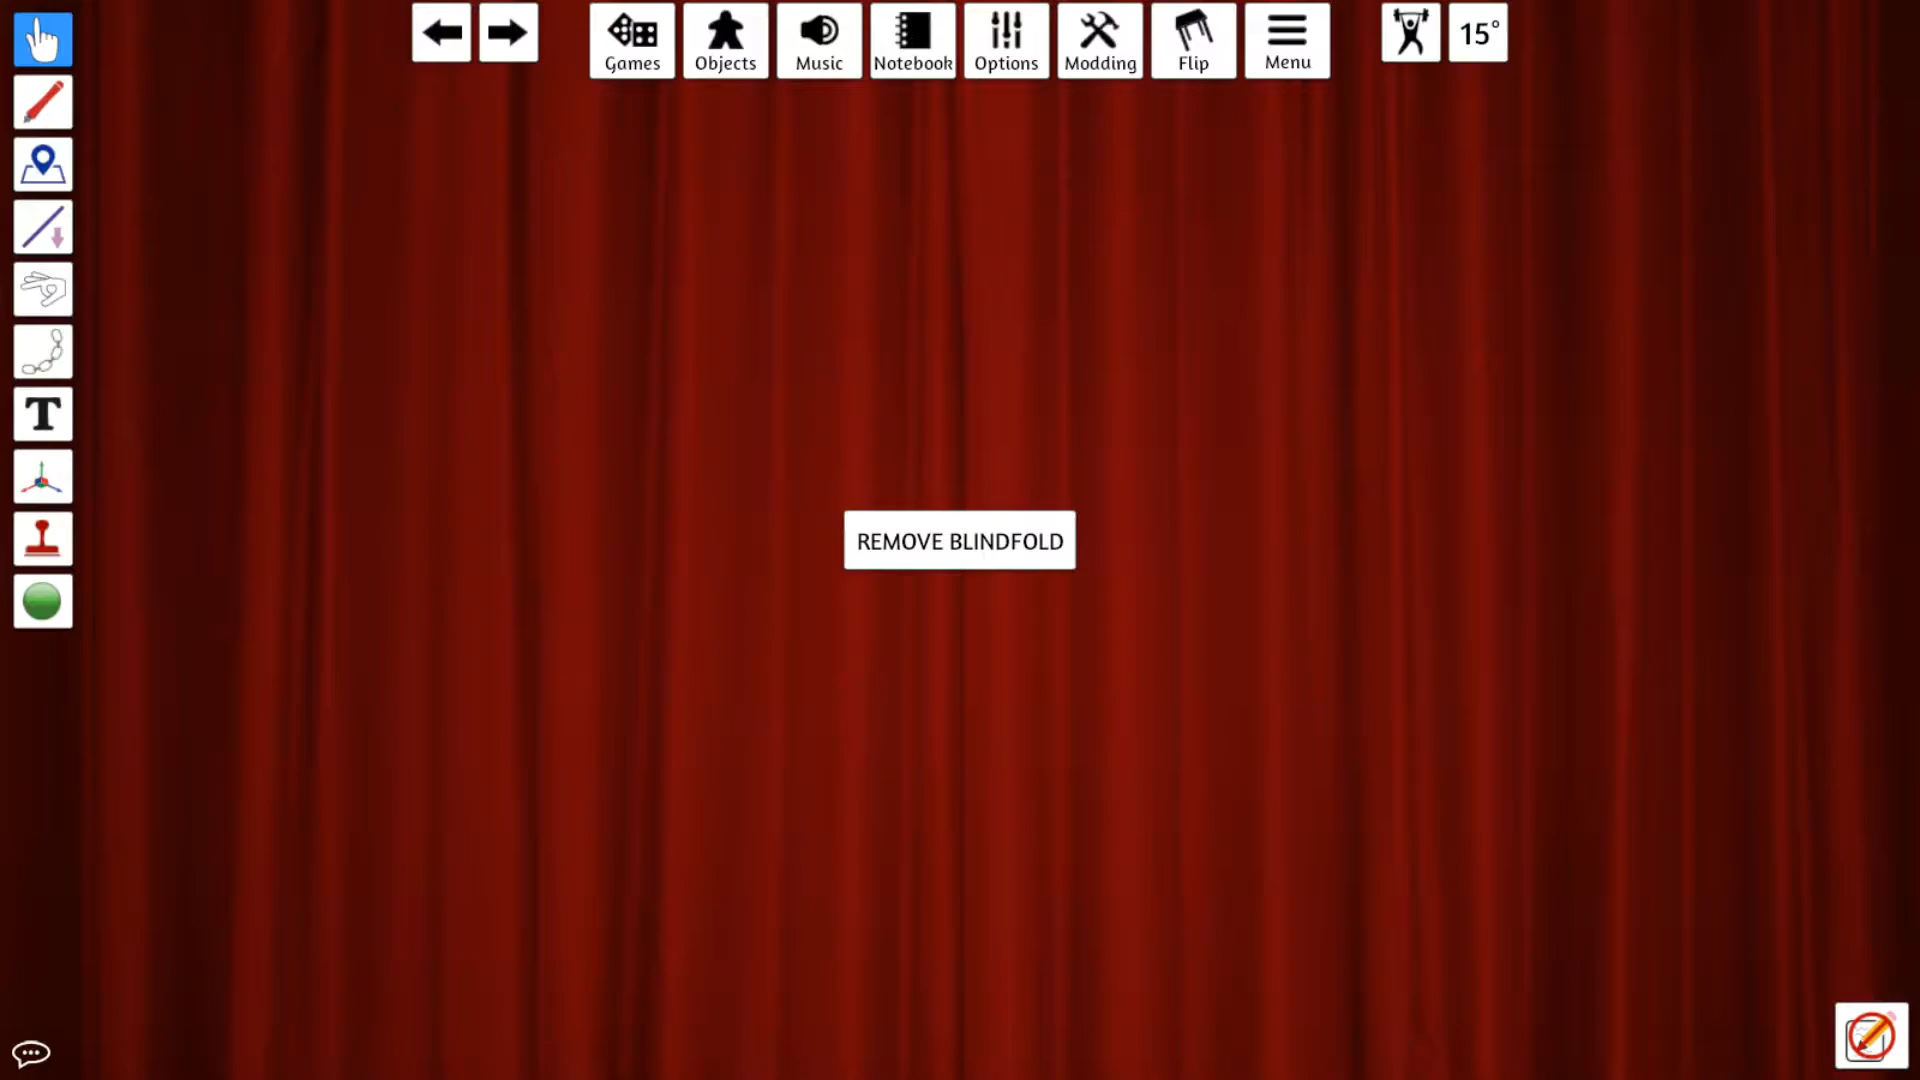 Games Objects Music Notebook Options Modding Flip Menu 15°
T
REMOVE BLINDFOLD